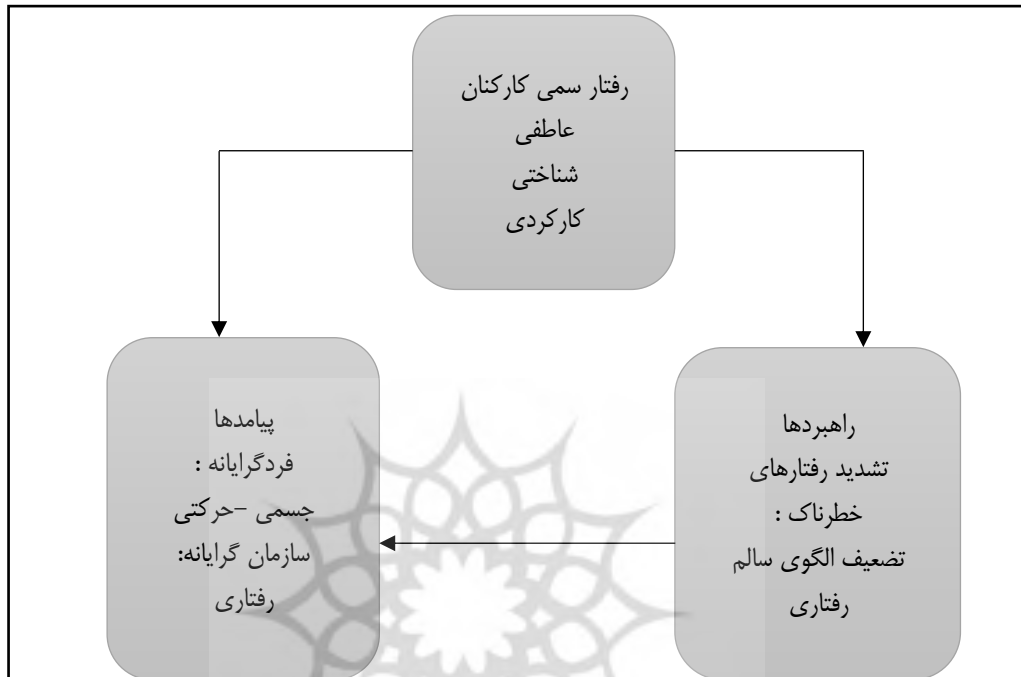 رفتار سمی کارکنان
عاطفی
شناختی
کارکردی
راهبردها
تشدید رفتارهای
خطرناک :
تضعیف الگوی سالم
رفتاری
پیامدها
فردگرایانه :
جسمی –حرکتی
سازمان گرایانه:
رفتاری